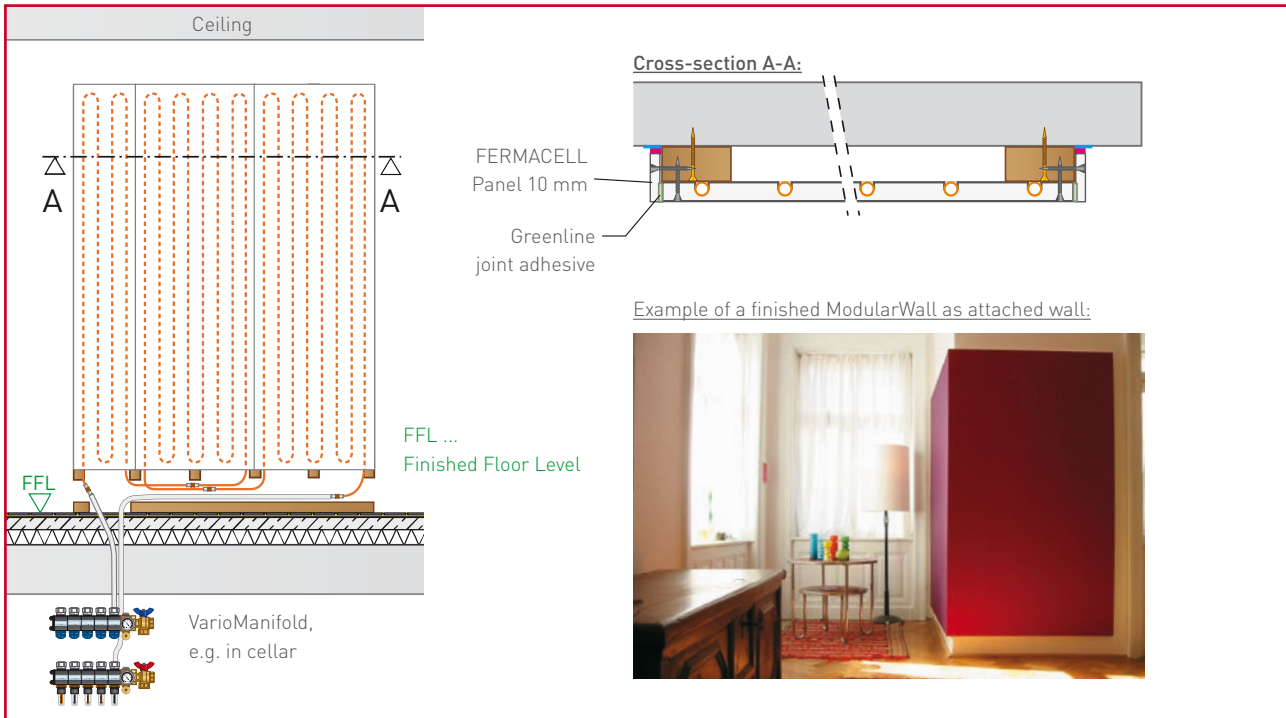 Ceiling
A
A
FFL
FFL ...
Finished Floor Level
VarioManifold,
e.g. in cellar
Cross-section A-A:
FERMACELL
Panel 10 mm
Greenline
joint adhesive
Example of a finished ModularWall as attached wall: